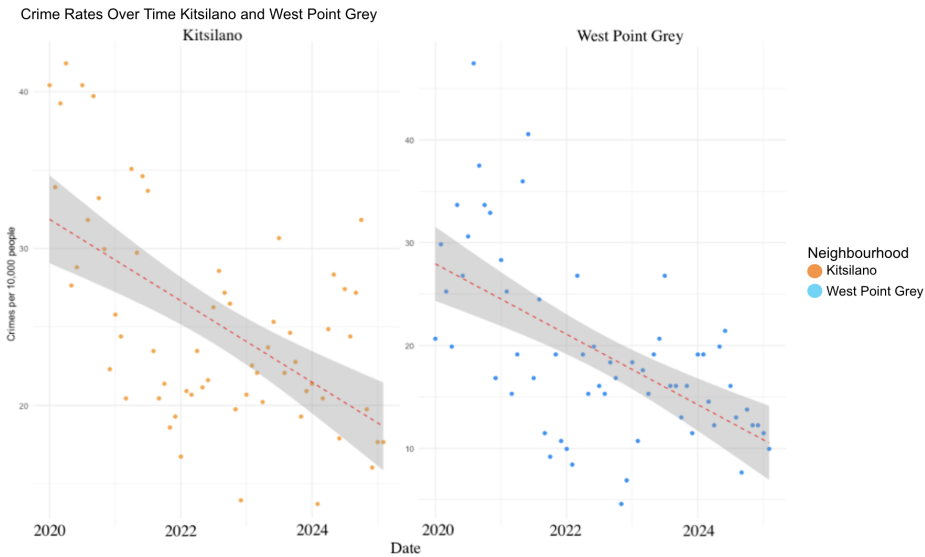 Crime Rates Over Time Kitsilano and West Point Grey
Kitsilano
West Point Grey
Crimes per 10,000 people
40
30
20
40
30
20
10
2020
2022
2024
2020
2022
2024
Date
Neighbourhood
Kitsilano
West Point Grey